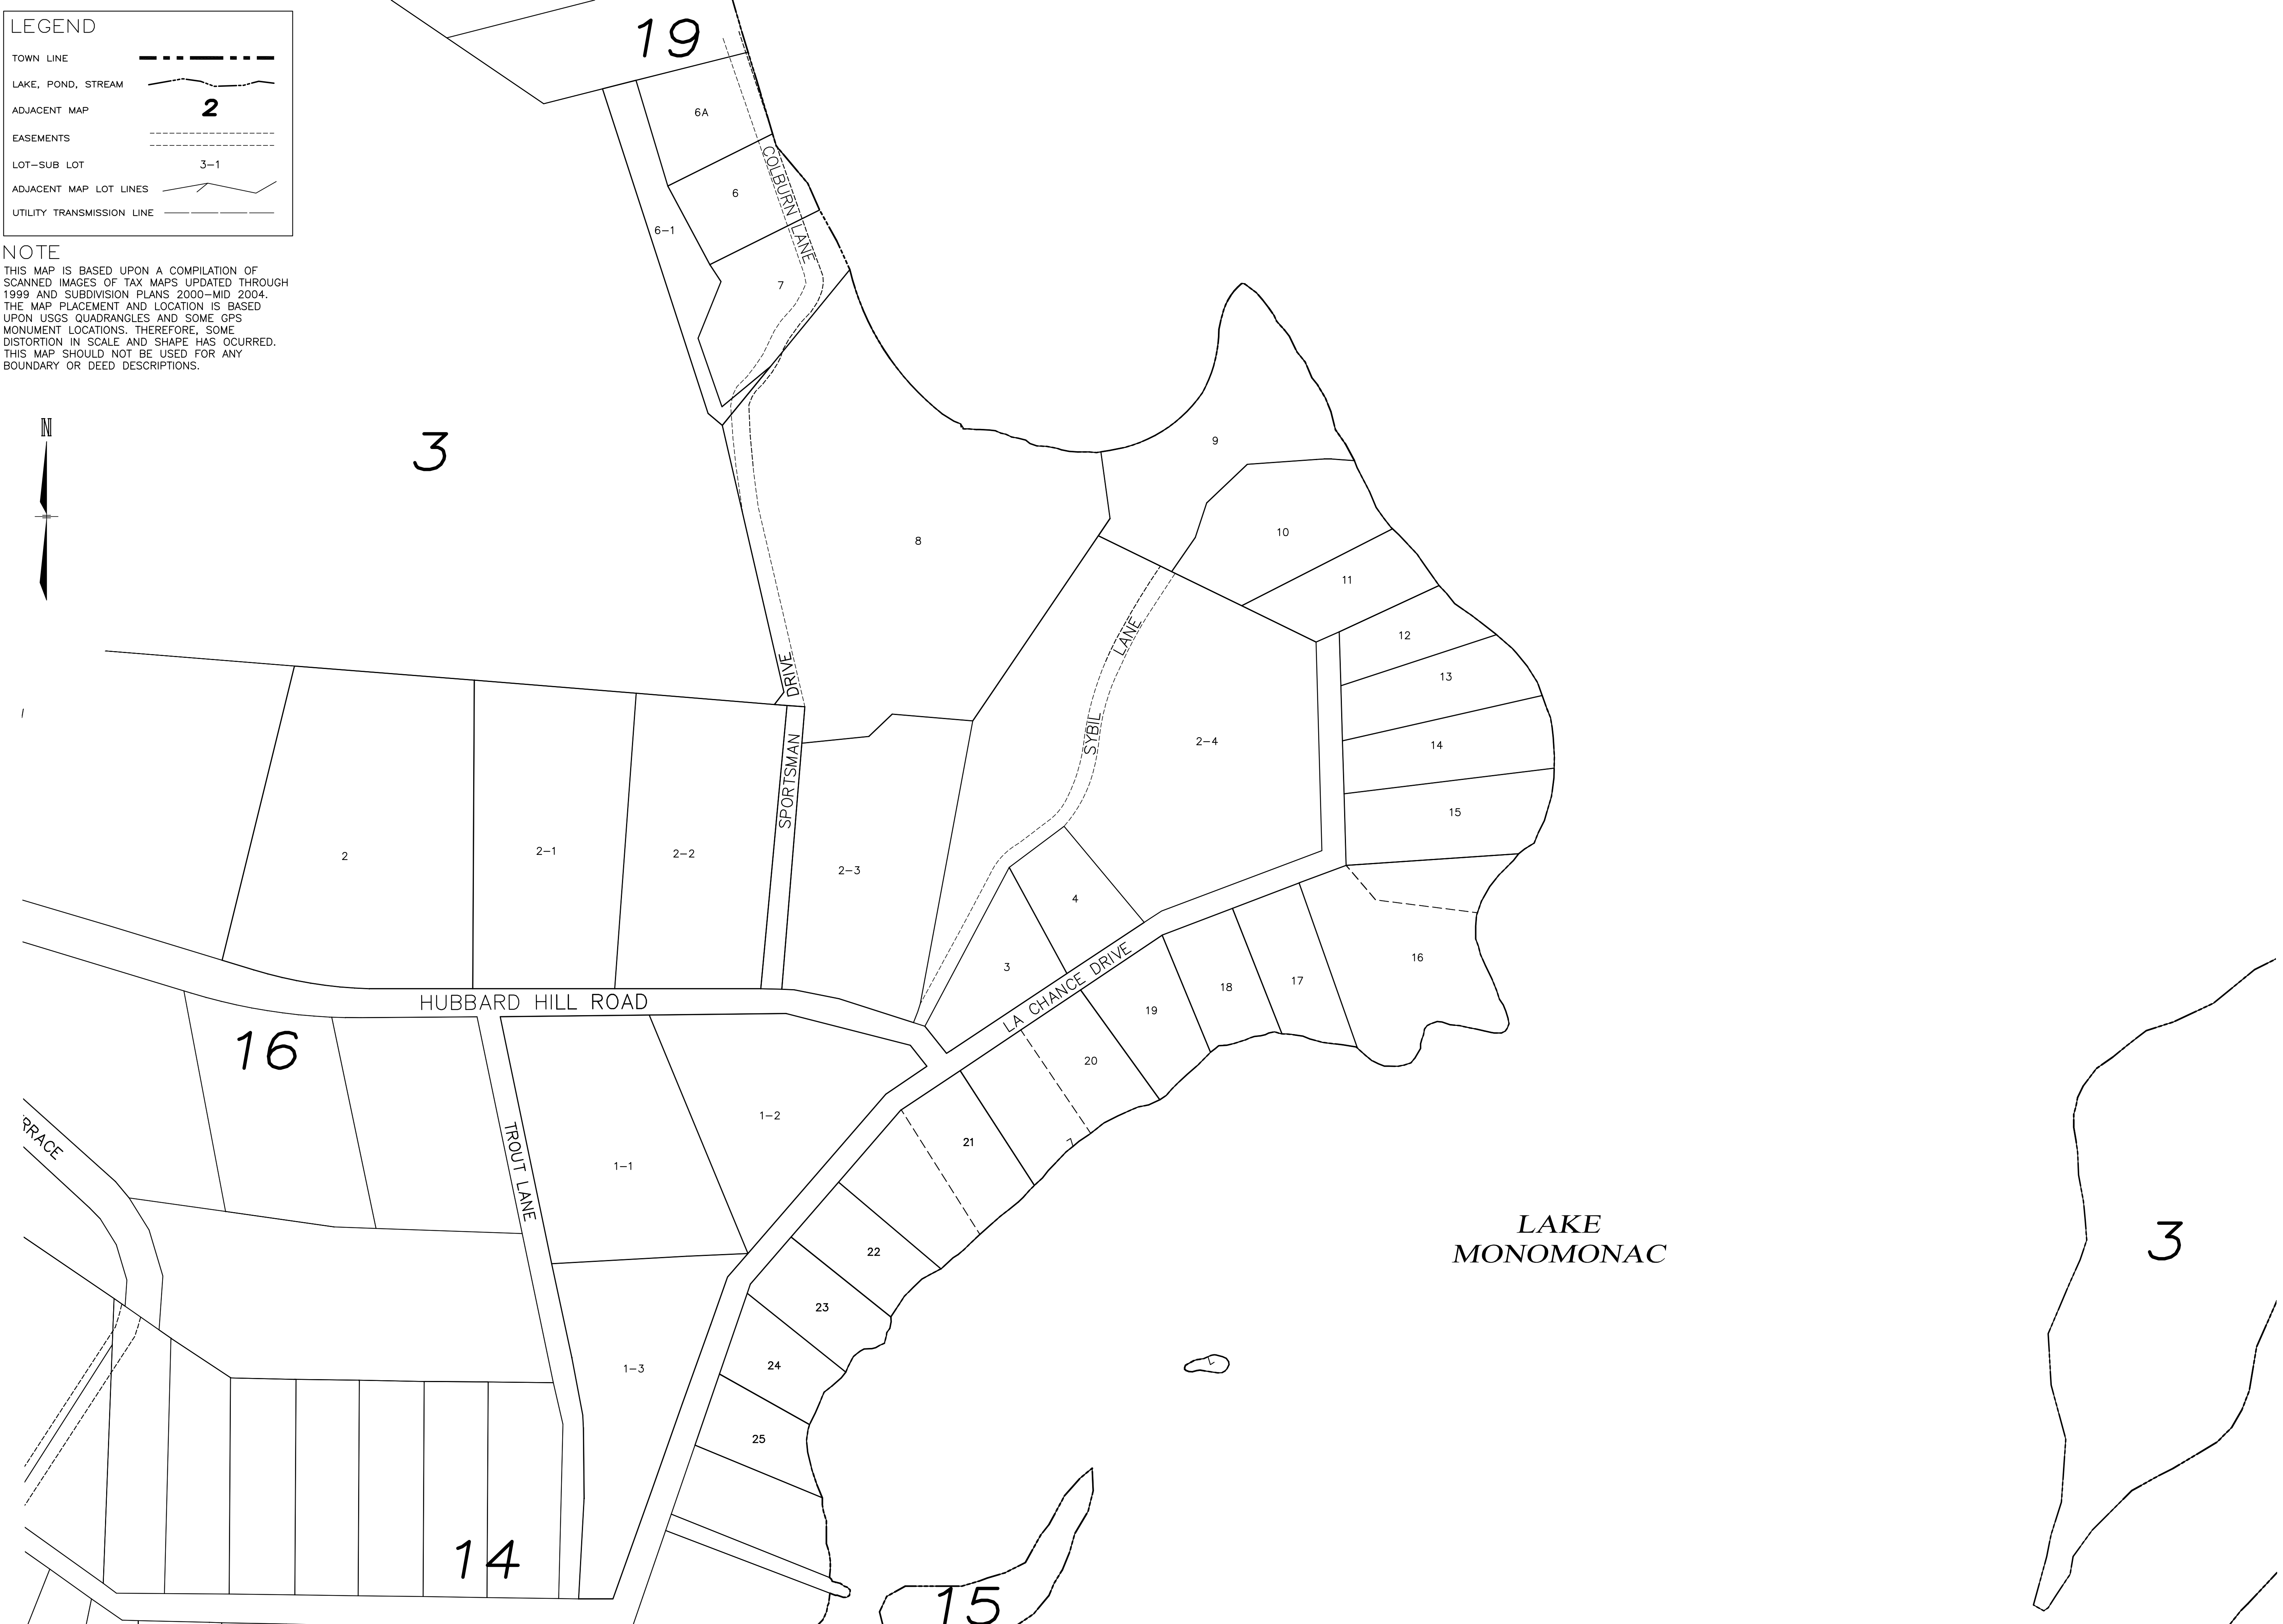 LEGEND
TOWN LINE
LAKE, POND, STREAM
ADJACENT MAP 2
EASEMENTS
LOT-SUB LOT 3-1
ADJACENT MAP LOT LINES
UTILITY TRANSMISSION LINE
NOTE
THIS MAP IS BASED UPON A COMPILATION OF
SCANNED IMAGES OF TAX MAPS UPDATED THROUGH
1999 AND SUBDIVISION PLANS 2000-MID 2004.
THE MAP PLACEMENT AND LOCATION IS BASED
UPON USGS QUADRANGLES AND SOME GPS
MONUMENT LOCATIONS. THEREFORE, SOME
DISTORTION IN SCALE AND SHAPE HAS OCURRED.
THIS MAP SHOULD NOT BE USED FOR ANY
BOUNDARY OR DEED DESCRIPTIONS.
N
19
6A
COLBURN LANE
6
6-1
7
3
9
8
10
11
12
13
14
15
SYBIL LANE
2-4
SPORTSMAN DRIVE
2
2-1
2-2
2-3
4
3
16
17
18
19
20
21
LA CHANCE DRIVE
HUBBARD HILL ROAD
16
RRACE
TROUT LANE
1-1
1-2
1-3
7
22
23
24
25
LAKE
MONOMONAC
3
L
14
15